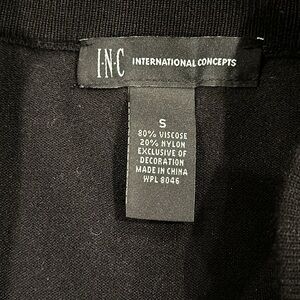 I·N·C INTERNATIONAL CONCEPTS
S
80% VISCOSE
20% NYLON
EXCLUSIVE OF
DECORATION
MADE IN CHINA
WPL 8046